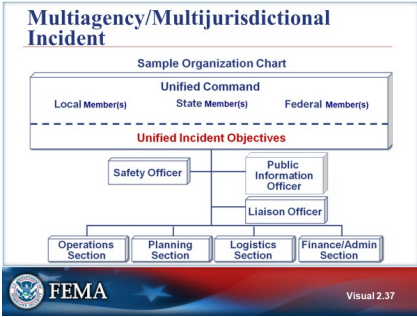 Multiagency/Multijurisdictional
Incident
Sample Organization Chart
Unified Command
Local Member(s) State Member(s) Federal Member(s)
Unified Incident Objectives
Safety Officer
Public
Information
Officer
Liaison Officer
Operations
Section
Planning
Section
Logistics
Section
Finance/Admin
Section
FEMA
Visual 2.37